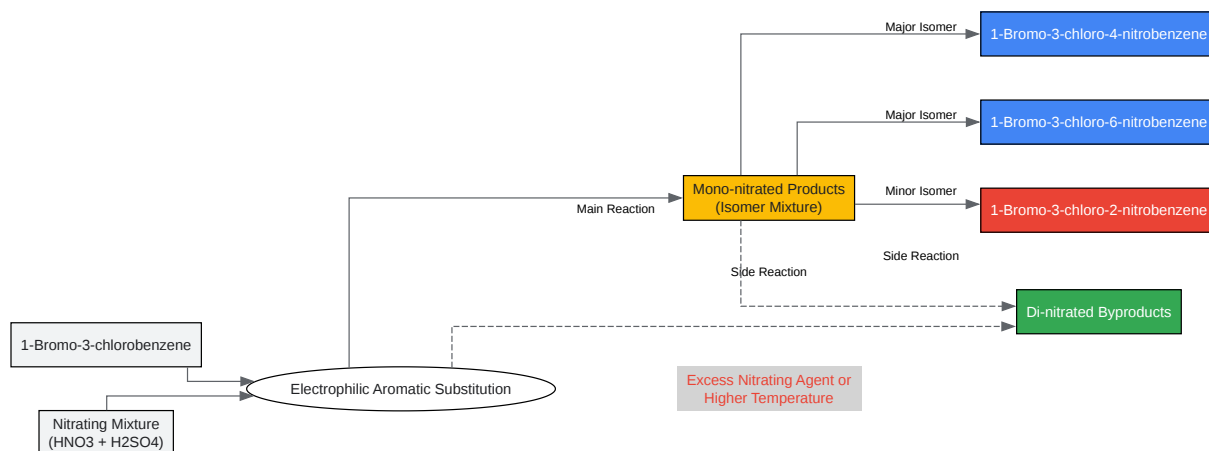 Major Isomer
1-Bromo-3-chloro-4-nitrobenzene
Major Isomer
1-Bromo-3-chloro-6-nitrobenzene
Mono-nitrated Products
(Isomer Mixture)
Minor Isomer
1-Bromo-3-chloro-2-nitrobenzene
Main Reaction
Side Reaction
Side Reaction
Di-nitrated Byproducts
1-Bromo-3-chlorobenzene
Electrophilic Aromatic Substitution
Excess Nitrating Agent or
Higher Temperature
Nitrating Mixture
(HNO3 + H2SO4)